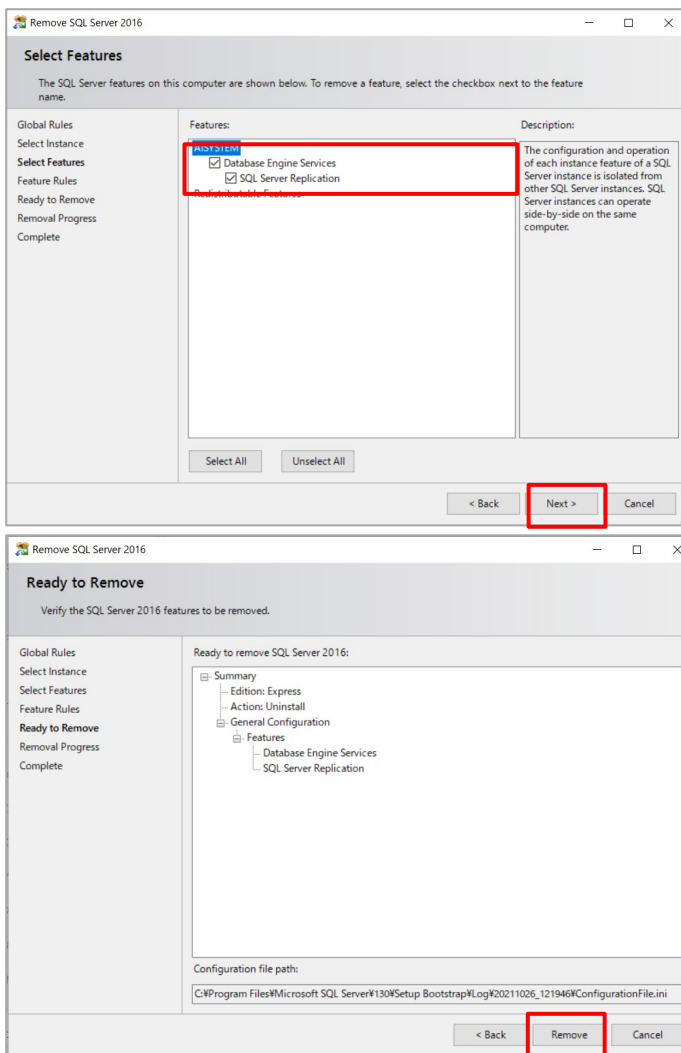 Remove SQL Server 2016
Select Features
The SQL Server features on this computer are shown below. To remove a feature, select the checkbox next to the feature
name.
Global Rules
Select Instance
Select Features
Feature Rules
Ready to Remove
Removal Progress
Complete
Features:
AISYSTEM
Database Engine Services
SQL Server Replication
Redistributable Features
Description:
The configuration and operation
of each instance feature of a SQL
Server instance is isolated from
other SQL Server instances. SQL
Server instances can operate
side-by-side on the same
computer.
Select All
Unselect All
< Back
Next >
Cancel
Remove SQL Server 2016
Ready to Remove
Verify the SQL Server 2016 features to be removed.
Global Rules
Select Instance
Select Features
Feature Rules
Ready to Remove
Removal Progress
Complete
Ready to remove SQL Server 2016:
Summary
Edition: Express
Action: Uninstall
General Configuration
Features
Database Engine Services
SQL Server Replication
Configuration file path:
C:¥Program Files¥Microsoft SQL Server¥130¥Setup Bootstrap¥Log¥20211026_121946¥ConfigurationFile.ini
< Back
Remove
Cancel